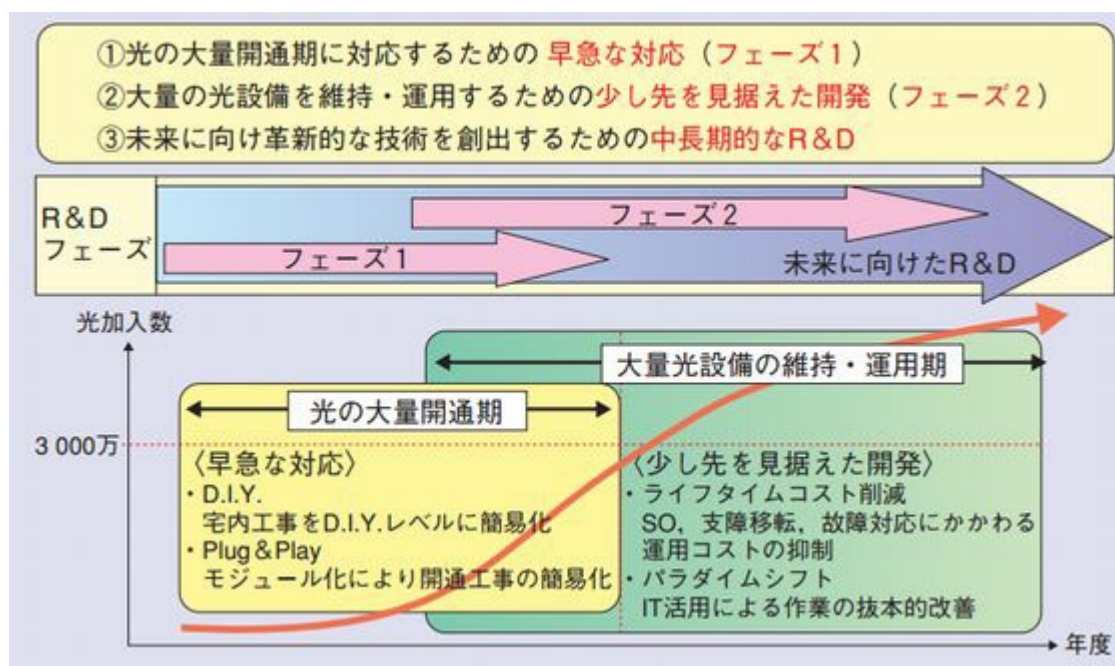 ①光の大量開通期に対応するための 早急な対応（フェーズ1）
②大量の光設備を維持・運用するための少し先を見据えた開発（フェーズ2）
③未来に向け革新的な技術を創出するための中長期的なR&D
R&D
フェーズ
フェーズ2
フェーズ1
未来に向けたR&D
光加入数
大量光設備の維持・運用期
光の大量開通期
3 000万
〈早急な対応〉
・D.I.Y.
宅内工事をD.I.Y.レベルに簡易化
・Plug&Play
モジュール化により開通工事の簡易化
〈少し先を見据えた開発〉
・ライフタイムコスト削減
SO，支障移転，故障対応にかかわる
運用コストの抑制
・パラダイムシフト
IT活用による作業の抜本的改善
年度